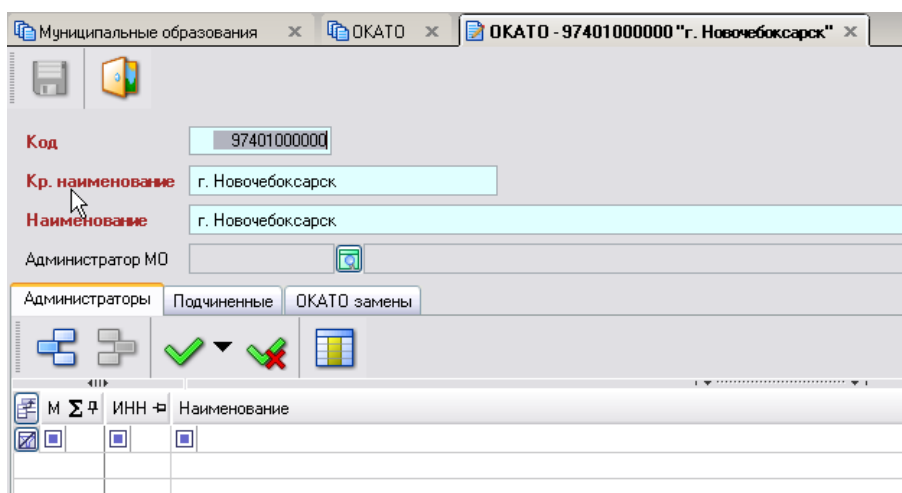 Муниципальные образования ОКАТО ОКАТО - 97401000000 "г. Новочебоксарск"
Код 97401000000
Кр. наименование г. Новочебоксарск
Наименование г. Новочебоксарск
Администратор МО
Администраторы Подчиненные ОКАТО замены
М Σ ИНН Наименование